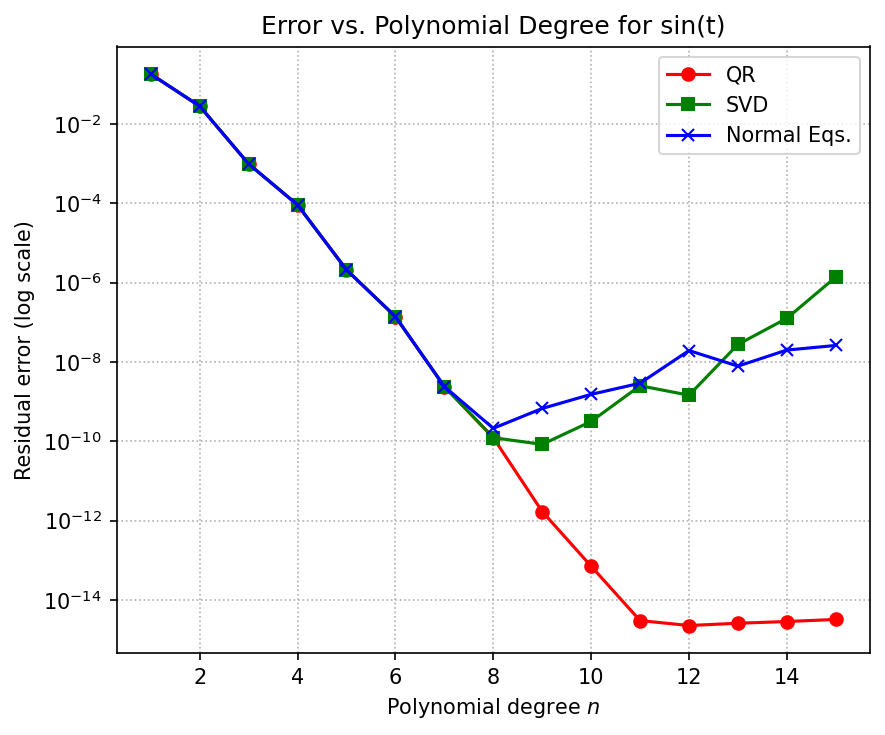 Error vs. Polynomial Degree for sin(t)
QR
SVD
Normal Eqs.
Residual error (log scale)
10⁻²
10⁻⁴
10⁻⁶
10⁻⁸
10⁻¹⁰
10⁻¹²
10⁻¹⁴
2 4 6 8 10 12 14
Polynomial degree n